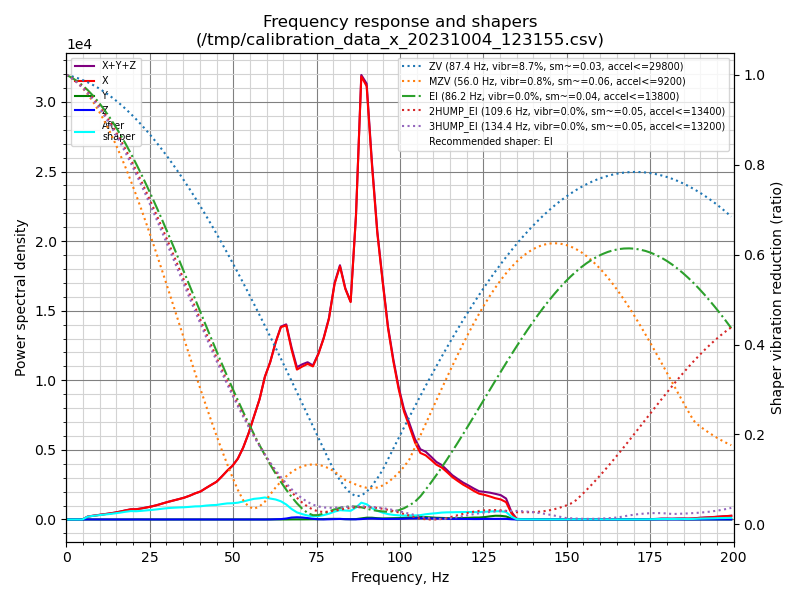 Frequency response and shapers
(/tmp/calibration_data_x_20231004_123155.csv)
1e4
X+Y+Z
X
Y
Z
After
shaper
ZV (87.4 Hz, vibr=8.7%, sm~=0.03, accel<=29800)
MZV (56.0 Hz, vibr=0.8%, sm~=0.06, accel<=9200)
EI (86.2 Hz, vibr=0.0%, sm~=0.04, accel<=13800)
2HUMP_EI (109.6 Hz, vibr=0.0%, sm~=0.05, accel<=13400)
3HUMP_EI (134.4 Hz, vibr=0.0%, sm~=0.05, accel<=13200)
Recommended shaper: EI
Power spectral density
3.0
2.5
2.0
1.5
1.0
0.5
0.0
Shaper vibration reduction (ratio)
1.0
0.8
0.6
0.4
0.2
0.0
0 25 50 75 100 125 150 175 200
Frequency, Hz